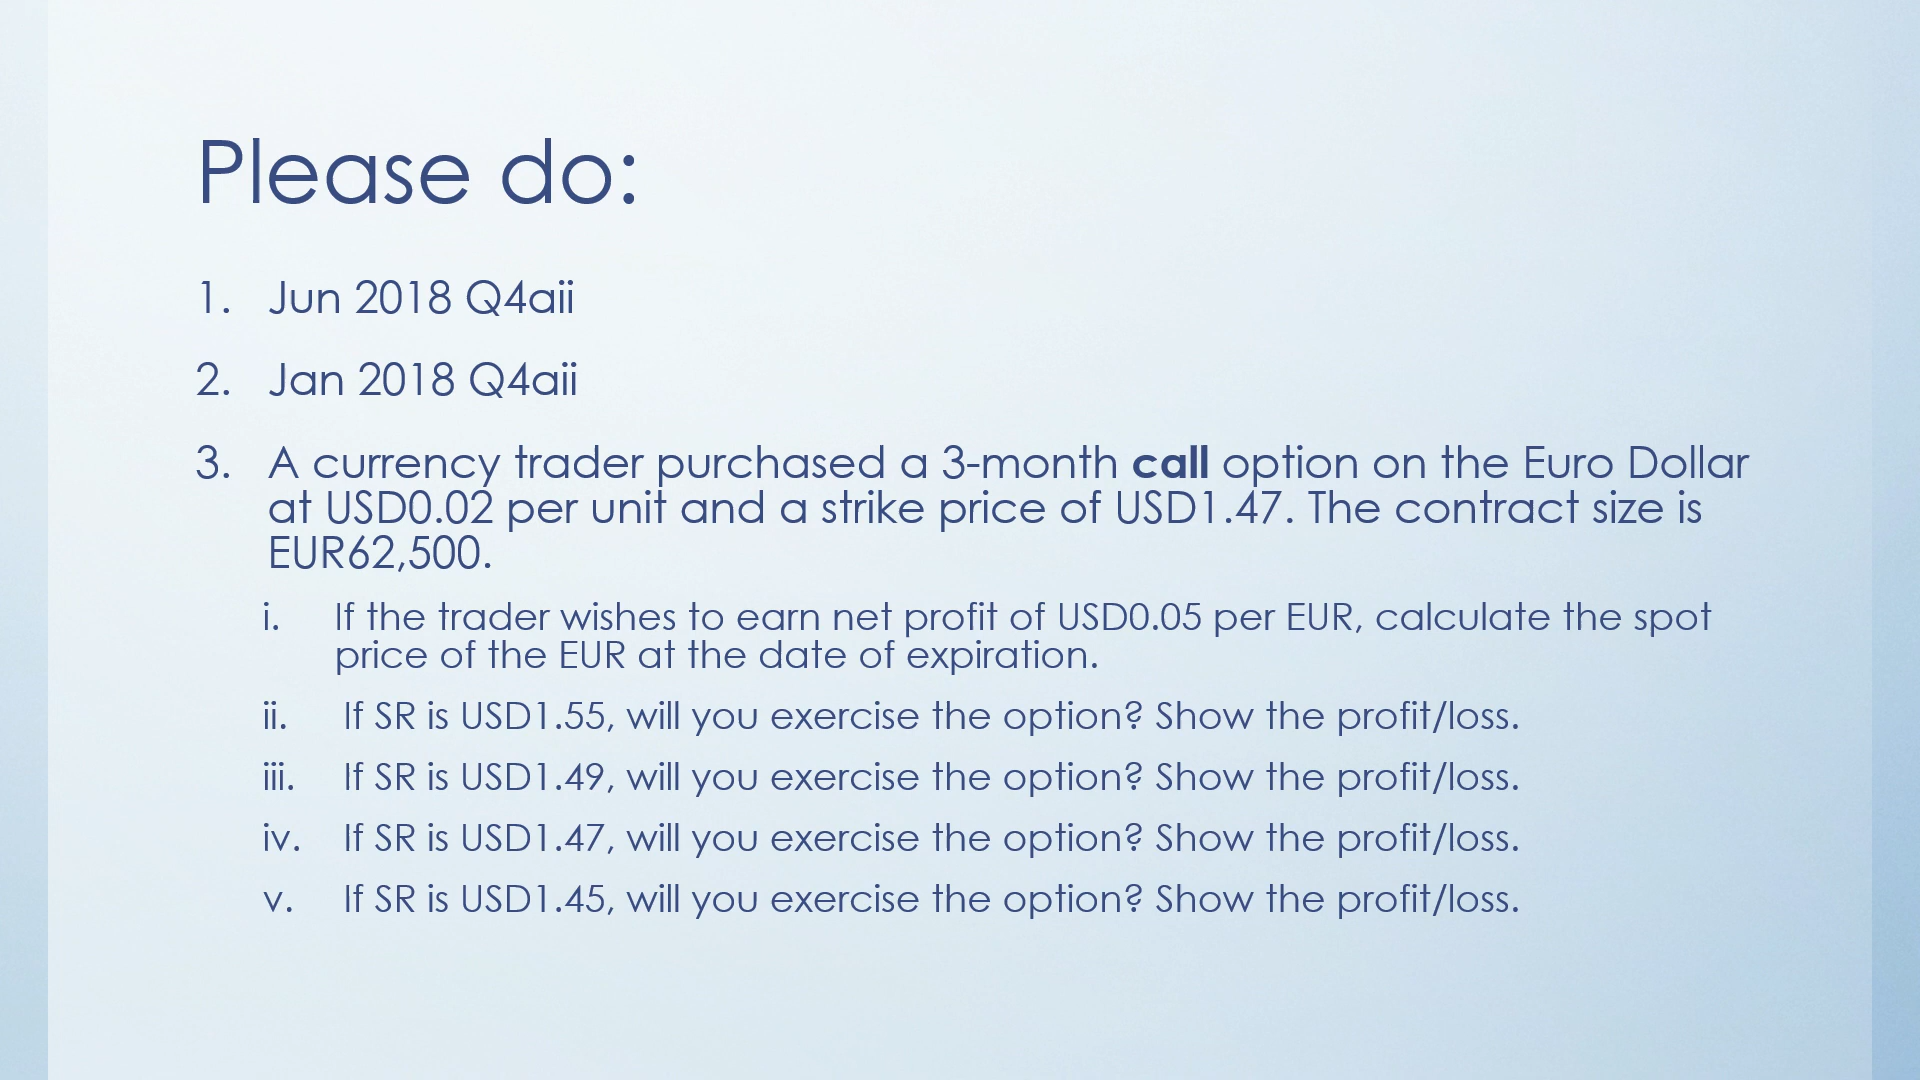 Please do:
1. Jun 2018 Q4aii
2. Jan 2018 Q4aii
3. A currency trader purchased a 3-month call option on the Euro Dollar
at USD0.02 per unit and a strike price of USD1.47. The contract size is
EUR62,500.
i. If the trader wishes to earn net profit of USD0.05 per EUR, calculate the spot
price of the EUR at the date of expiration.
ii. If SR is USD1.55, will you exercise the option? Show the profit/loss.
iii. If SR is USD1.49, will you exercise the option? Show the profit/loss.
iv. If SR is USD1.47, will you exercise the option? Show the profit/loss.
v. If SR is USD1.45, will you exercise the option? Show the profit/loss.